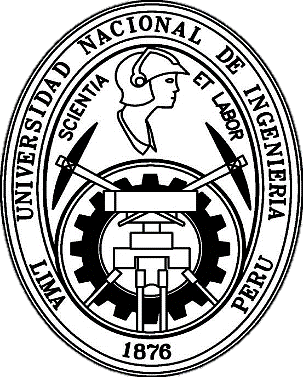 UNIVERSIDAD NACIONAL DE INGENIERIA
SCIENTIA ET LABOR
LIMA 1876 PERU